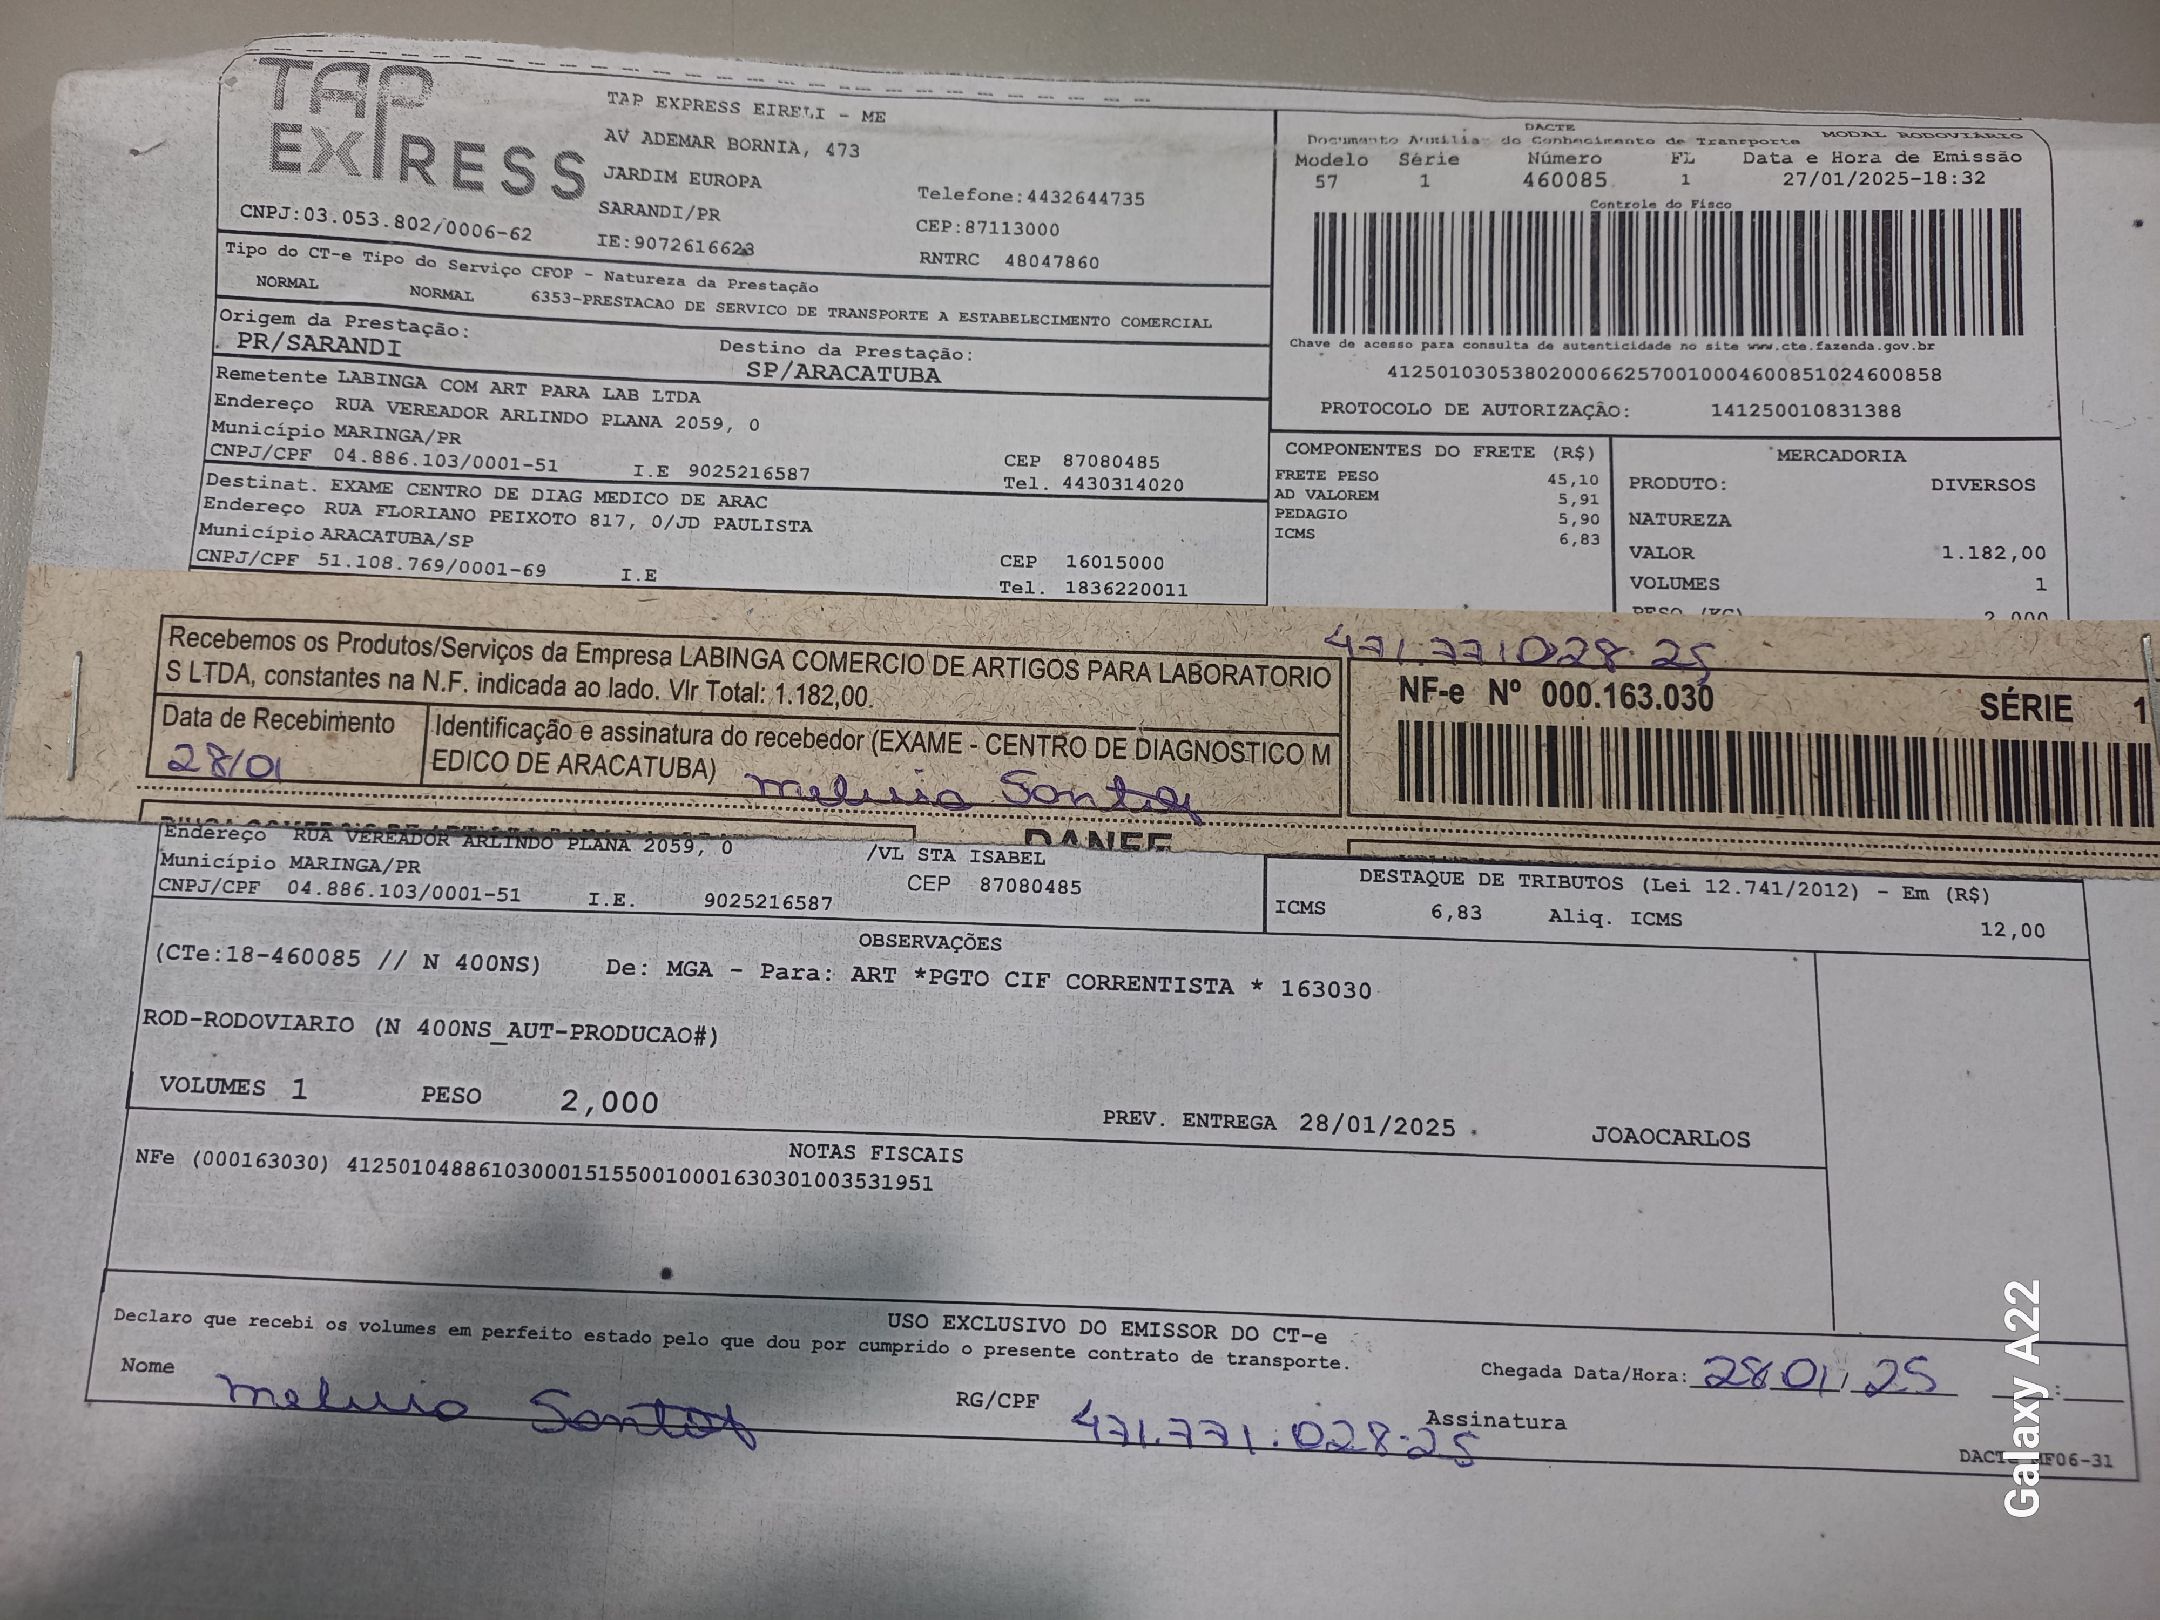 TAP EXPRESS
TAP EXPRESS EIRELI - ME
AV ADEMAR BORNIA, 473
JARDIM EUROPA
SARANDI/PR
Telefone:4432644735
CEP:87113000
CNPJ:03.053.802/0006-62
IE:9072616623
RNTRC 48047860
DACTE
Documento Auxiliar do Conhecimento de Transporte MODAL RODOVIÁRIO
Modelo Série Número FL Data e Hora de Emissão
57 1 460085 1 27/01/2025-18:32
Controle do Fisco
Chave de acesso para consulta de autenticidade no site www.cte.fazenda.gov.br
41250103053802000662570010004600851024600858
PROTOCOLO DE AUTORIZAÇÃO: 141250010831388
Tipo do CT-e Tipo do Serviço CFOP - Natureza da Prestação
NORMAL NORMAL 6353-PRESTACAO DE SERVICO DE TRANSPORTE A ESTABELECIMENTO COMERCIAL
Origem da Prestação:
PR/SARANDI
Destino da Prestação:
SP/ARACATUBA
Remetente LABINGA COM ART PARA LAB LTDA
Endereço RUA VEREADOR ARLINDO PLANA 2059, 0
Município MARINGA/PR
CEP 87080485
CNPJ/CPF 04.886.103/0001-51 I.E 9025216587 Tel. 4430314020
Destinat. EXAME CENTRO DE DIAG MEDICO DE ARAC
Endereço RUA FLORIANO PEIXOTO 817, 0/JD PAULISTA
Município ARACATUBA/SP
CEP 16015000
CNPJ/CPF 51.108.769/0001-69 I.E Tel. 1836220011
COMPONENTES DO FRETE (R$)
FRETE PESO 45,10
AD VALOREM 5,91
PEDAGIO 5,90
ICMS 6,83
MERCADORIA
PRODUTO: DIVERSOS
NATUREZA
VALOR 1.182,00
VOLUMES 1
PESO (KG) 2,000
471.771.028.25
Recebemos os Produtos/Serviços da Empresa LABINGA COMERCIO DE ARTIGOS PARA LABORATORIO
S LTDA, constantes na N.F. indicada ao lado. Vlr Total: 1.182,00.
NF-e Nº 000.163.030 SÉRIE 1
Data de Recebimento
28/01
Identificação e assinatura do recebedor (EXAME - CENTRO DE DIAGNOSTICO M
EDICO DE ARACATUBA)
Santos
DANFE
Endereço RUA VEREADOR ARLINDO PLANA 2059, 0 /VL STA ISABEL
Município MARINGA/PR CEP 87080485
CNPJ/CPF 04.886.103/0001-51 I.E. 9025216587
DESTAQUE DE TRIBUTOS (Lei 12.741/2012) - Em (R$)
ICMS 6,83 Aliq. ICMS 12,00
OBSERVAÇÕES
(CTe:18-460085 // N 400NS) De: MGA - Para: ART *PGTO CIF CORRENTISTA * 163030
ROD-RODOVIARIO (N 400NS_AUT-PRODUCAO#)
VOLUMES 1 PESO 2,000
PREV. ENTREGA 28/01/2025 JOAOCARLOS
NOTAS FISCAIS
NFe (000163030) 41250104886103000151550010001630301003531951
USO EXCLUSIVO DO EMISSOR DO CT-e
Declaro que recebi os volumes em perfeito estado pelo que dou por cumprido o presente contrato de transporte.
Chegada Data/Hora: 28 01 / 25 __:__
Nome Santos
RG/CPF 471.771.028-25
Assinatura
Galaxy A22